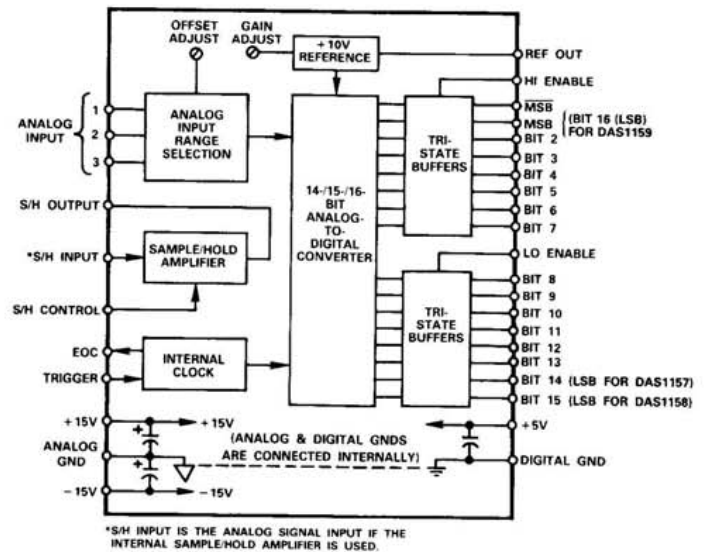 OFFSET
ADJUST
GAIN
ADJUST
+10V
REFERENCE
REF OUT
HI ENABLE
ANALOG
INPUT
1
2
3
ANALOG
INPUT
RANGE
SELECTION
MSB
MSB
BIT 2
(BIT 16 (LSB)
FOR DAS1159
BIT 3
BIT 4
BIT 5
BIT 6
BIT 7
TRI-
STATE
BUFFERS
14-/15-/16-
BIT
ANALOG-
TO-
DIGITAL
CONVERTER
S/H OUTPUT
*S/H INPUT
SAMPLE/HOLD
AMPLIFIER
S/H CONTROL
LO ENABLE
BIT 8
BIT 9
BIT 10
BIT 11
BIT 12
BIT 13
BIT 14 (LSB FOR DAS1157)
BIT 15 (LSB FOR DAS1158)
TRI-
STATE
BUFFERS
EOC
TRIGGER
INTERNAL
CLOCK
+15V
+15V
+5V
ANALOG
GND
(ANALOG & DIGITAL GNDS
ARE CONNECTED INTERNALLY)
DIGITAL GND
-15V
-15V
+
+
*S/H INPUT IS THE ANALOG SIGNAL INPUT IF THE
INTERNAL SAMPLE/HOLD AMPLIFIER IS USED.